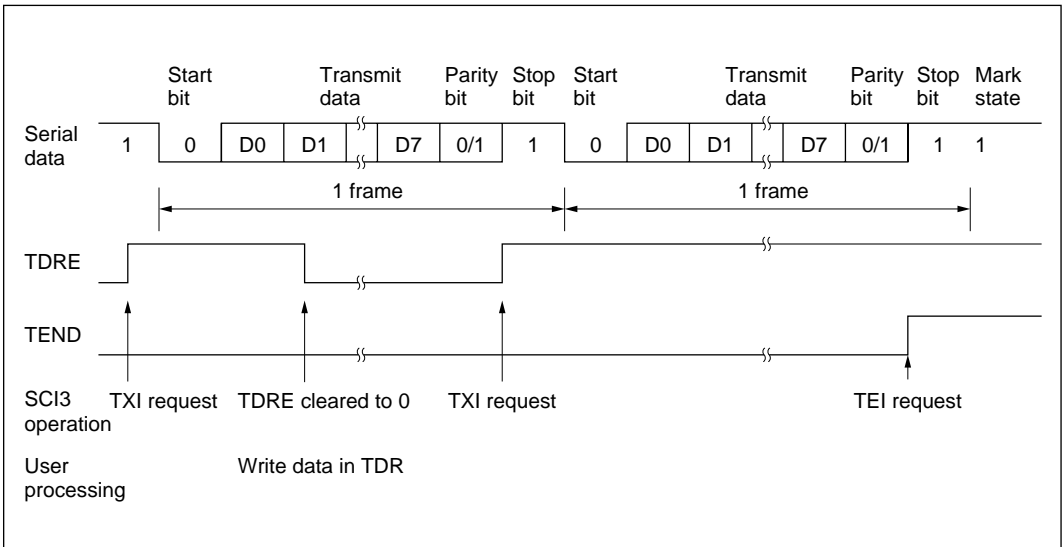 Start bit Transmit data Parity bit Stop bit Start bit Transmit data Parity bit Stop bit Mark state
Serial data 1 0 D0 D1 D7 0/1 1 0 D0 D1 D7 0/1 1 1
1 frame 1 frame
TDRE
TEND
SCI3 operation TXI request TDRE cleared to 0 TXI request TEI request
User processing Write data in TDR